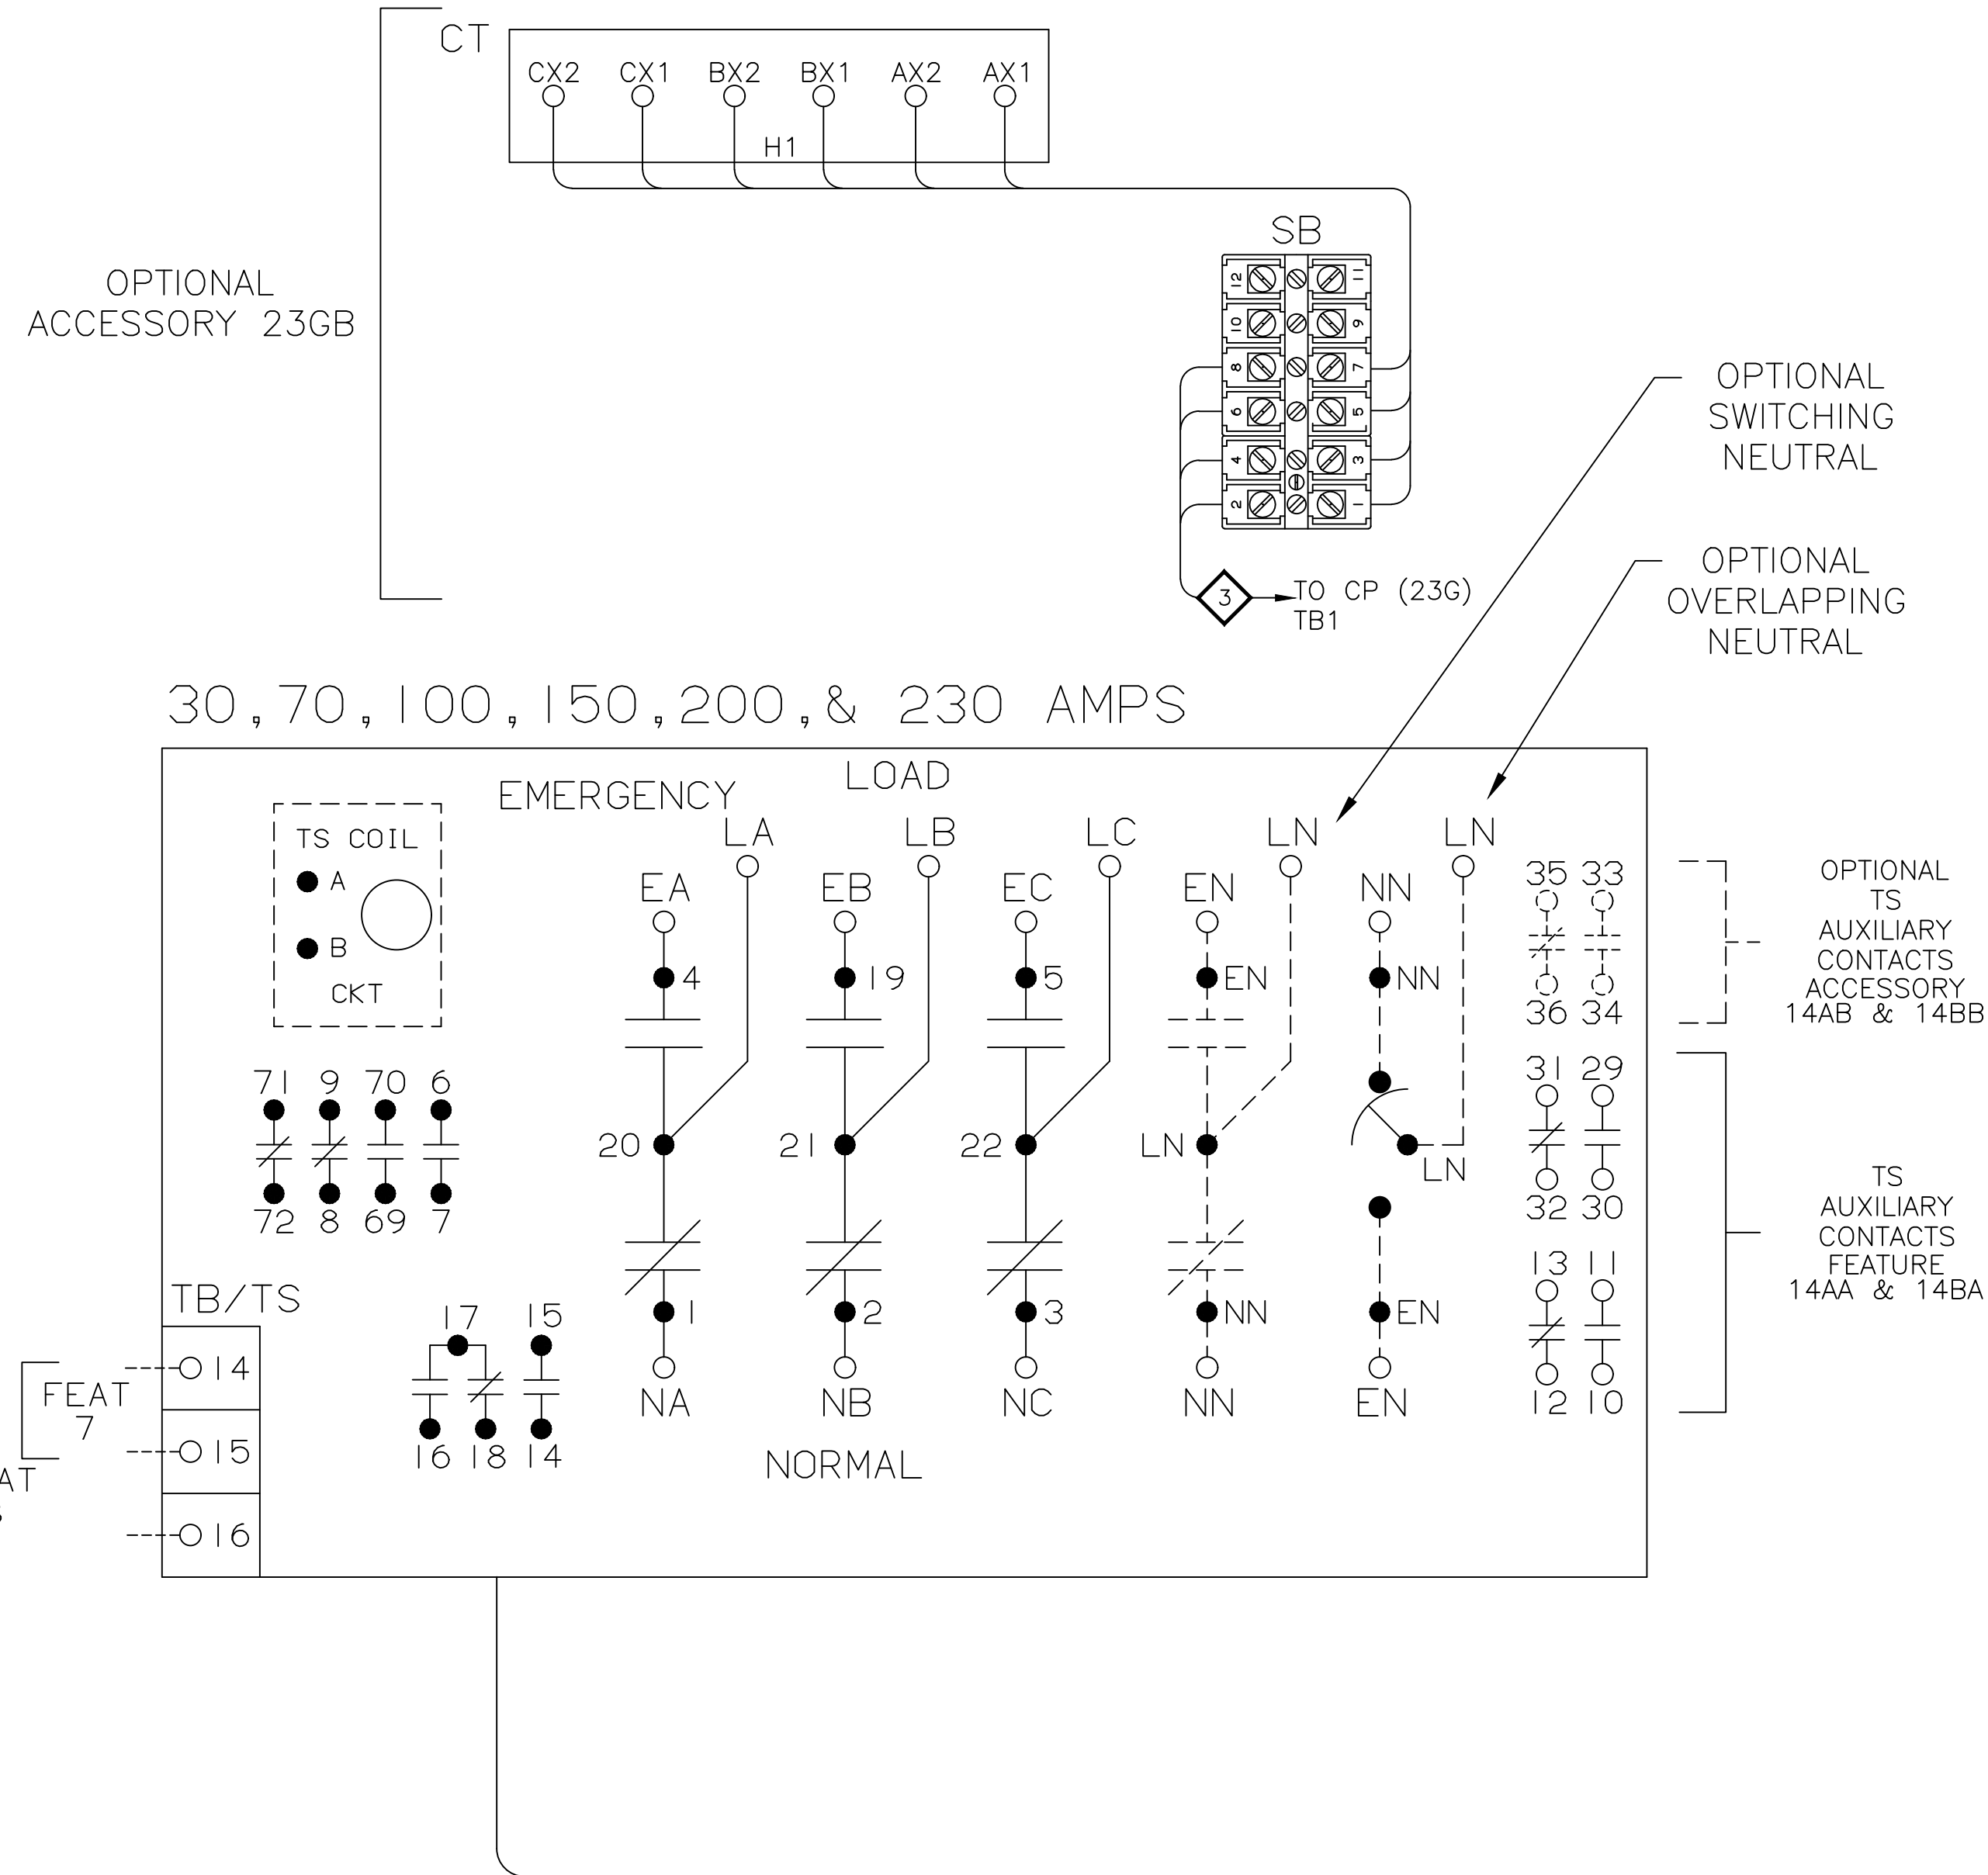 CT
CX2 CX1 BX2 BX1 AX2 AX1
H1
OPTIONAL
ACCESSORY 23GB
SB
12 11
10 9
8 7
6 5
4 3
2 1
3
TO CP (23G)
TB1
OPTIONAL
SWITCHING
NEUTRAL
OPTIONAL
OVERLAPPING
NEUTRAL
30,70,100,150,200,& 230 AMPS
EMERGENCY
LOAD
TS COIL
A
B
CKT
LA LB LC LN LN
EA EB EC EN NN
4 19 5 EN NN
35 33
36 34
31 29
32 30
13 11
12 10
71 9 70 6
72 8 69 7
20 21 22 LN LN
1 2 3 NN EN
NA NB NC NN EN
NORMAL
17 15
16 18 14
TB/TS
14
15
16
FEAT
7
OPTIONAL
TS
AUXILIARY
CONTACTS
ACCESSORY
14AB & 14BB
TS
AUXILIARY
CONTACTS
FEATURE
14AA & 14BA